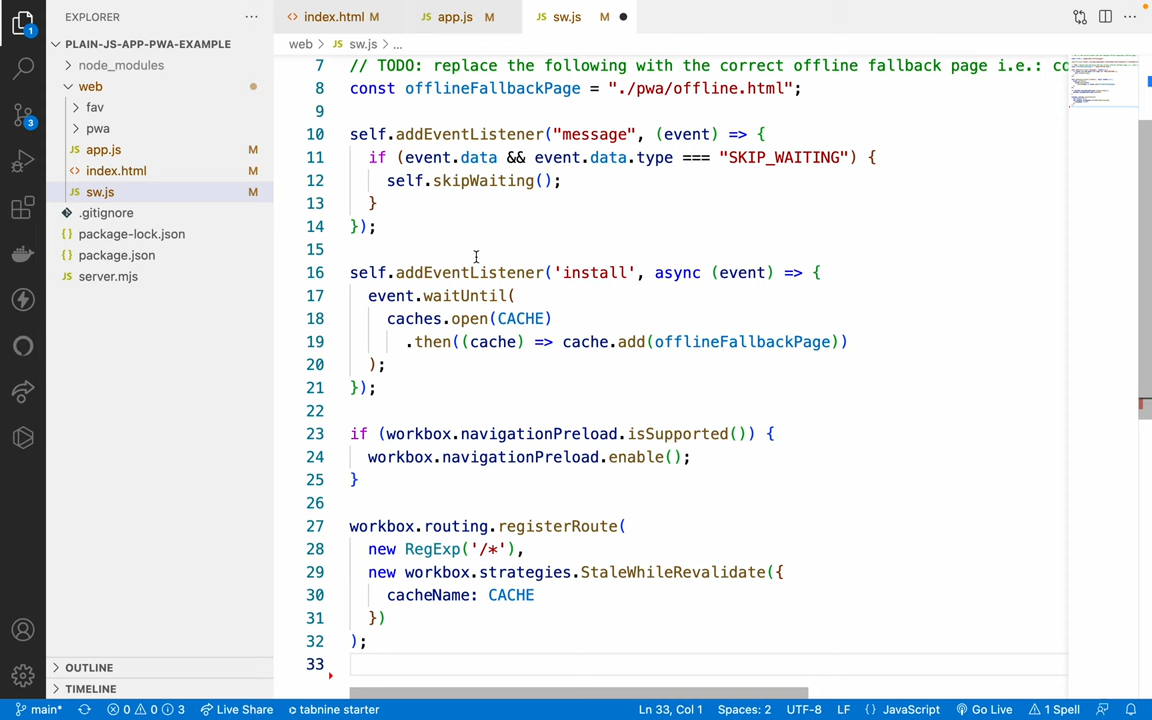 EXPLORER
PLAIN-JS-APP-PWA-EXAMPLE
node_modules
web
fav
pwa
JS app.js M
<> index.html M
JS sw.js M
.gitignore
{} package-lock.json
{} package.json
JS server.mjs
OUTLINE
TIMELINE
<> index.html M
JS app.js M
JS sw.js M
web > JS sw.js > ...
7 // TODO: replace the following with the correct offline fallback page i.e.:
8 const offlineFallbackPage = "./pwa/offline.html";
9
10 self.addEventListener("message", (event) => {
11 if (event.data && event.data.type === "SKIP_WAITING") {
12 self.skipWaiting();
13 }
14 });
15
16 self.addEventListener('install', async (event) => {
17 event.waitUntil(
18 caches.open(CACHE)
19 .then((cache) => cache.add(offlineFallbackPage))
20 );
21 });
22
23 if (workbox.navigationPreload.isSupported()) {
24 workbox.navigationPreload.enable();
25 }
26
27 workbox.routing.registerRoute(
28 new RegExp('/*'),
29 new workbox.strategies.StaleWhileRevalidate({
30 cacheName: CACHE
31 })
32 );
33
1
3
main* 0 0 3 Live Share tabnine starter Ln 33, Col 1 Spaces: 2 UTF-8 LF {} JavaScript Go Live 1 Spell